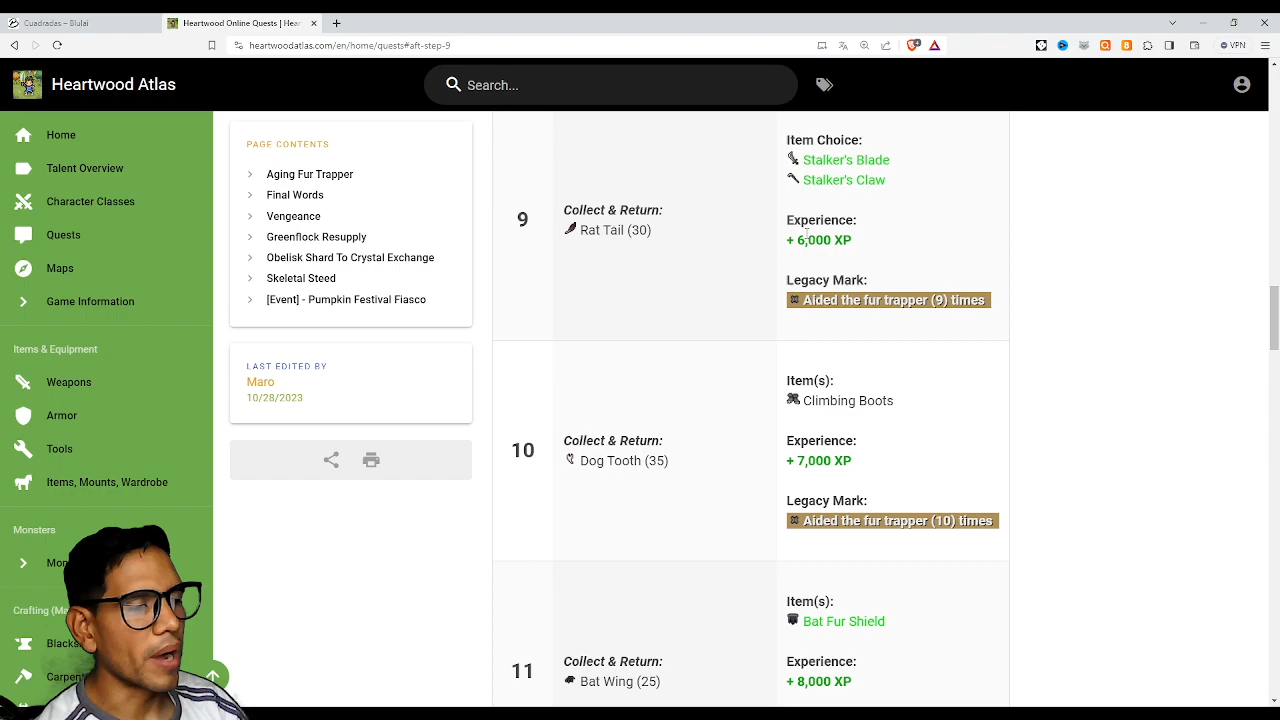 Cuadradas – Blulai
Heartwood Online Quests | Hear
heartwoodatlas.com/en/home/quests#aft-step-9
VPN
Heartwood Atlas
Search...
Home
Talent Overview
Character Classes
Quests
Maps
Game Information
Items & Equipment
Weapons
Armor
Tools
Items, Mounts, Wardrobe
Monsters
Mon
Crafting (Ma
Blacks
Carpen
PAGE CONTENTS
Aging Fur Trapper
Final Words
Vengeance
Greenflock Resupply
Obelisk Shard To Crystal Exchange
Skeletal Steed
[Event] - Pumpkin Festival Fiasco
LAST EDITED BY
Maro
10/28/2023
9
Collect & Return:
Rat Tail (30)
Item Choice:
Stalker's Blade
Stalker's Claw
Experience:
+ 6,000 XP
Legacy Mark:
Aided the fur trapper (9) times
10
Collect & Return:
Dog Tooth (35)
Item(s):
Climbing Boots
Experience:
+ 7,000 XP
Legacy Mark:
Aided the fur trapper (10) times
11
Collect & Return:
Bat Wing (25)
Item(s):
Bat Fur Shield
Experience:
+ 8,000 XP